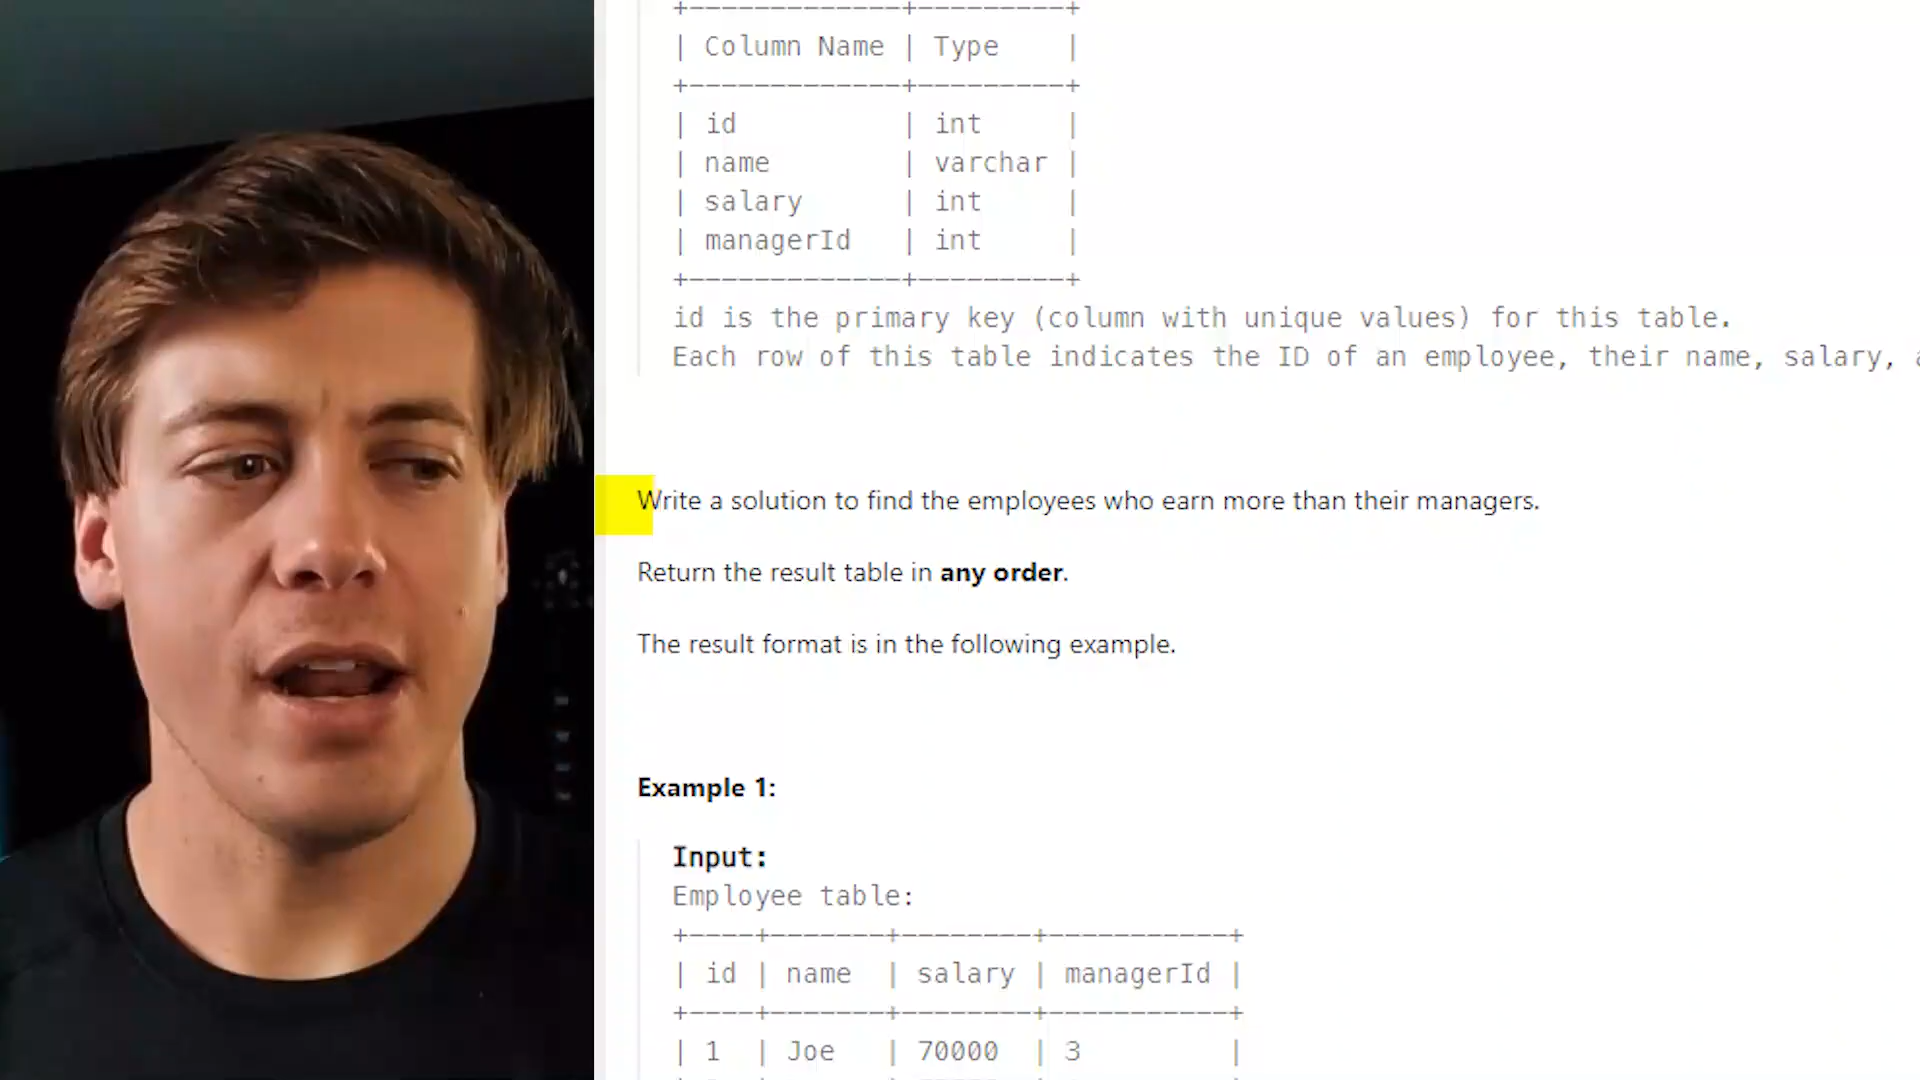 +-------------+---------+
| Column Name | Type    |
+-------------+---------+
| id          | int     |
| name        | varchar |
| salary      | int     |
| managerId   | int     |
+-------------+---------+
id is the primary key (column with unique values) for this table.
Each row of this table indicates the ID of an employee, their name, salary,
Write a solution to find the employees who earn more than their managers.
Return the result table in any order.
The result format is in the following example.
Example 1:
Input:
Employee table:
+----+-------+--------+-----------+
| id | name  | salary | managerId |
+----+-------+--------+-----------+
| 1  | Joe   | 70000  | 3         |